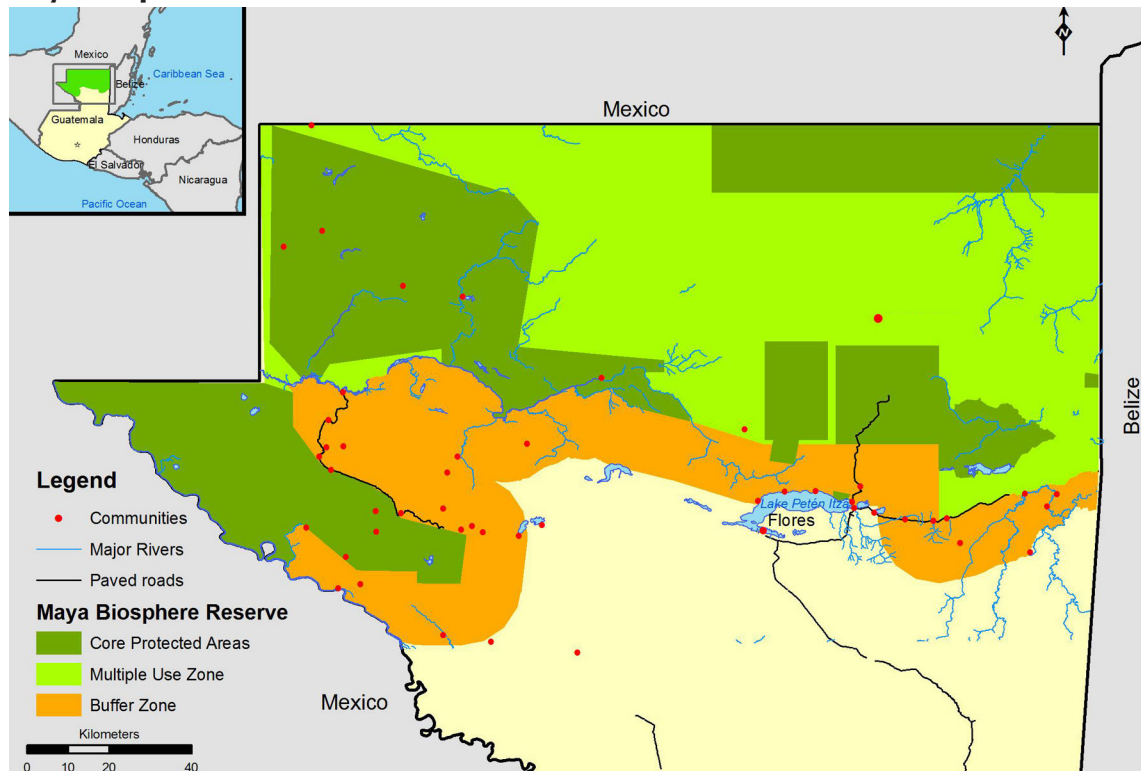 Mexico
Caribbean Sea
Belize
Guatemala
Honduras
El Salvador
Nicaragua
Pacific Ocean
N
Mexico
Belize
Lake Petén Itzá
Flores
Mexico
Legend
Communities
Major Rivers
Paved roads
Maya Biosphere Reserve
Core Protected Areas
Multiple Use Zone
Buffer Zone
Kilometers
0 10 20 40